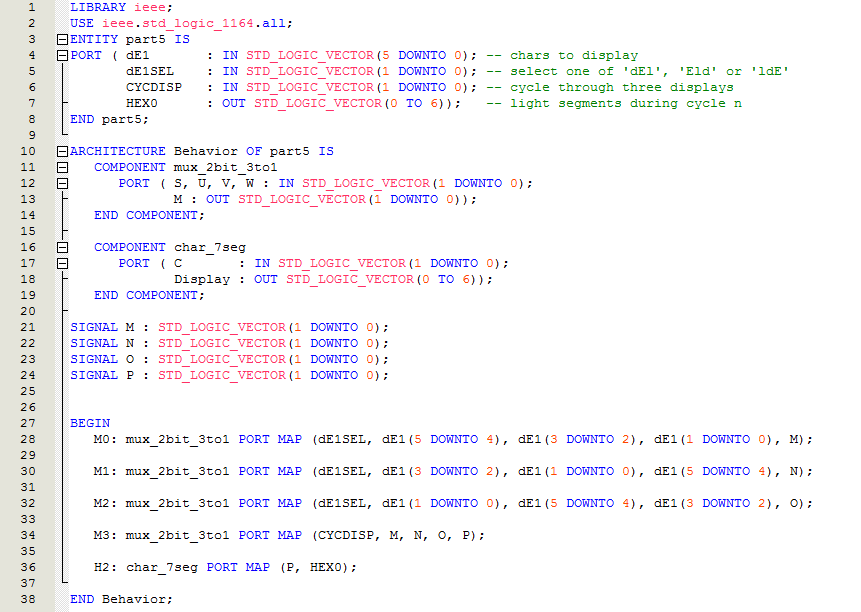 1 LIBRARY ieee;
2 USE ieee.std_logic_1164.all;
3 ENTITY part5 IS
4 PORT ( dE1 : IN STD_LOGIC_VECTOR(5 DOWNTO 0); -- chars to display
5 dE1SEL : IN STD_LOGIC_VECTOR(1 DOWNTO 0); -- select one of 'dE1', 'E1d' or '1dE'
6 CYCDISP : IN STD_LOGIC_VECTOR(1 DOWNTO 0); -- cycle through three displays
7 HEX0 : OUT STD_LOGIC_VECTOR(0 TO 6)); -- light segments during cycle n
8 END part5;
9
10 ARCHITECTURE Behavior OF part5 IS
11 COMPONENT mux_2bit_3to1
12 PORT ( S, U, V, W : IN STD_LOGIC_VECTOR(1 DOWNTO 0);
13 M : OUT STD_LOGIC_VECTOR(1 DOWNTO 0));
14 END COMPONENT;
15
16 COMPONENT char_7seg
17 PORT ( C : IN STD_LOGIC_VECTOR(1 DOWNTO 0);
18 Display : OUT STD_LOGIC_VECTOR(0 TO 6));
19 END COMPONENT;
20
21 SIGNAL M : STD_LOGIC_VECTOR(1 DOWNTO 0);
22 SIGNAL N : STD_LOGIC_VECTOR(1 DOWNTO 0);
23 SIGNAL O : STD_LOGIC_VECTOR(1 DOWNTO 0);
24 SIGNAL P : STD_LOGIC_VECTOR(1 DOWNTO 0);
25
26
27 BEGIN
28 M0: mux_2bit_3to1 PORT MAP (dE1SEL, dE1(5 DOWNTO 4), dE1(3 DOWNTO 2), dE1(1 DOWNTO 0), M);
29
30 M1: mux_2bit_3to1 PORT MAP (dE1SEL, dE1(3 DOWNTO 2), dE1(1 DOWNTO 0), dE1(5 DOWNTO 4), N);
31
32 M2: mux_2bit_3to1 PORT MAP (dE1SEL, dE1(1 DOWNTO 0), dE1(5 DOWNTO 4), dE1(3 DOWNTO 2), O);
33
34 M3: mux_2bit_3to1 PORT MAP (CYCDISP, M, N, O, P);
35
36 H2: char_7seg PORT MAP (P, HEX0);
37
38 END Behavior;